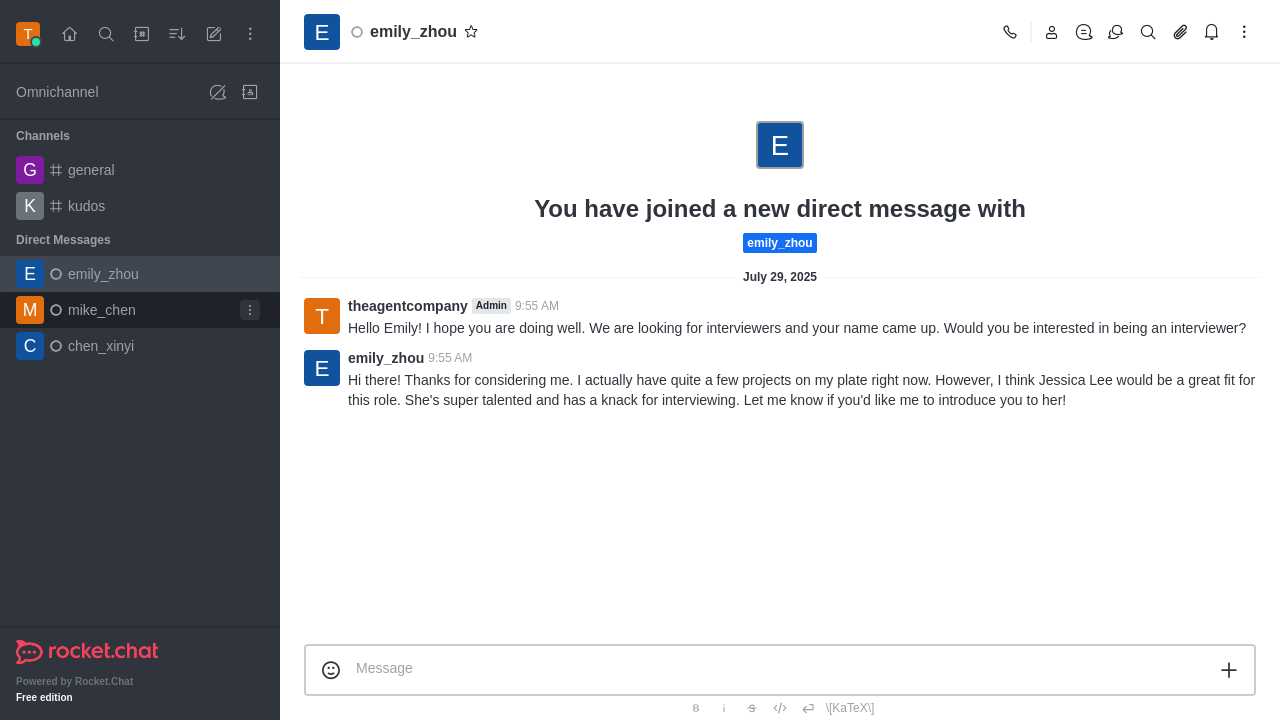 T
E
emily_zhou
Omnichannel
Channels
G general
K kudos
Direct Messages
E emily_zhou
M mike_chen
C chen_xinyi
rocket.chat
Powered by Rocket.Chat
Free edition
E
You have joined a new direct message with
emily_zhou
July 29, 2025
T theagentcompany Admin 9:55 AM
Hello Emily! I hope you are doing well. We are looking for interviewers and your name came up. Would you be interested in being an interviewer?
E emily_zhou 9:55 AM
Hi there! Thanks for considering me. I actually have quite a few projects on my plate right now. However, I think Jessica Lee would be a great fit for
this role. She's super talented and has a knack for interviewing. Let me know if you'd like me to introduce you to her!
Message
B i S \[KaTeX\]